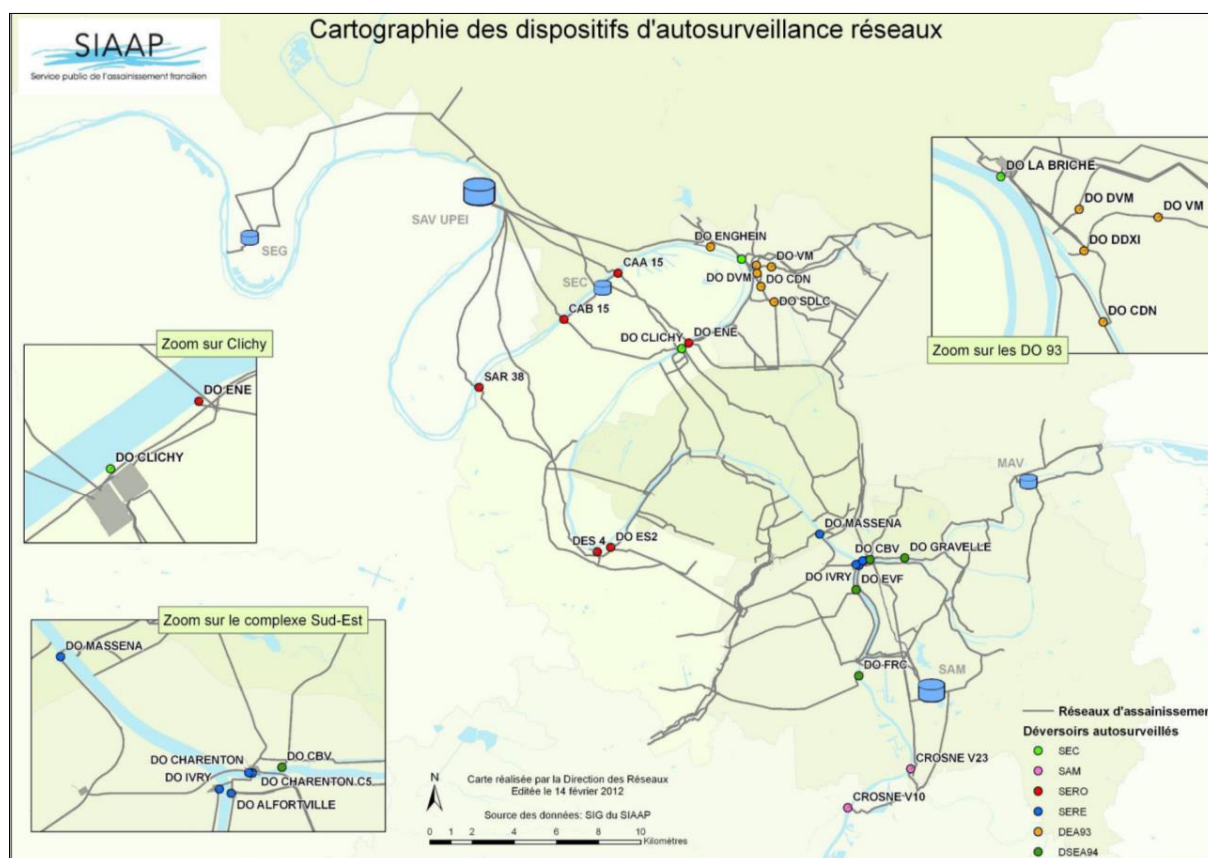 Cartographie des dispositifs d'autosurveillance réseaux
SIAAP
Service public de l'assainissement francilien
DO LA BRICHE
DO DVM
DO VM
DO DDXI
DO CDN
Zoom sur les DO 93
SAV UPEI
SEG
DO ENGHEIN
CAA 15
DO VM
SEC
DO DVM
DO CDN
DO SDLC
CAB 15
DO CLICHY
DO ENE
SAR 38
Zoom sur Clichy
DO ENE
DO CLICHY
MAV
DO MASSENA
DES 4
DO ES2
DO CBV
DO GRAVELLE
DO IVRY
DO EVF
Zoom sur le complexe Sud-Est
DO MASSENA
DO CHARENTON
DO CBV
DO IVRY
DO CHARENTON C5
DO ALFORTVILLE
DO FRC
SAM
CROSNE V23
CROSNE V10
N
Carte réalisée par la Direction des Réseaux
Editée le 14 février 2012
Source des données: SIG du SIAAP
0 1 2 4 6 8 10
Kilomètres
Réseaux d'assainissement
Déversoirs autosurveillés
SEC
SAM
SERO
SERE
DEA93
DSEA94